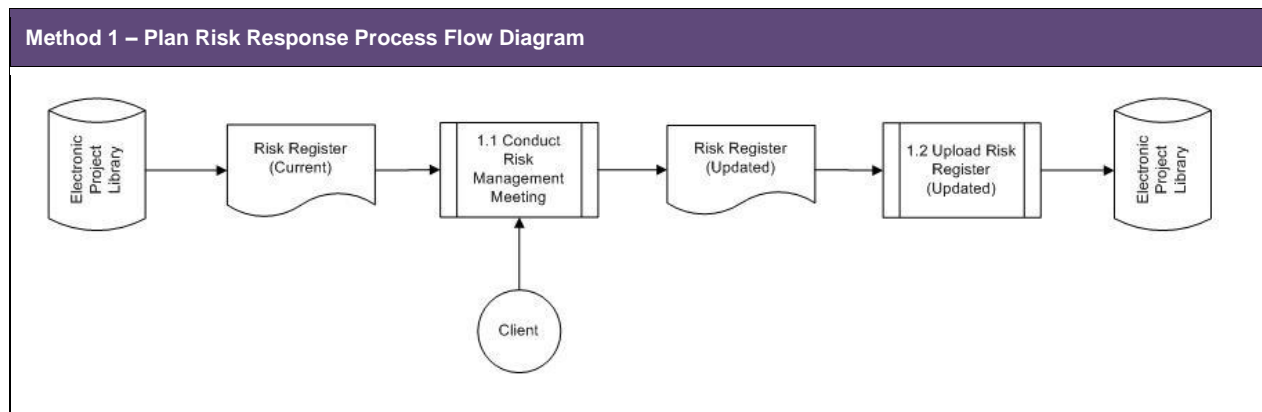 Method 1 – Plan Risk Response Process Flow Diagram
Electronic
Project
Library
Risk Register
(Current)
1.1 Conduct
Risk
Management
Meeting
Risk Register
(Updated)
1.2 Upload Risk
Register
(Updated)
Electronic
Project
Library
Client